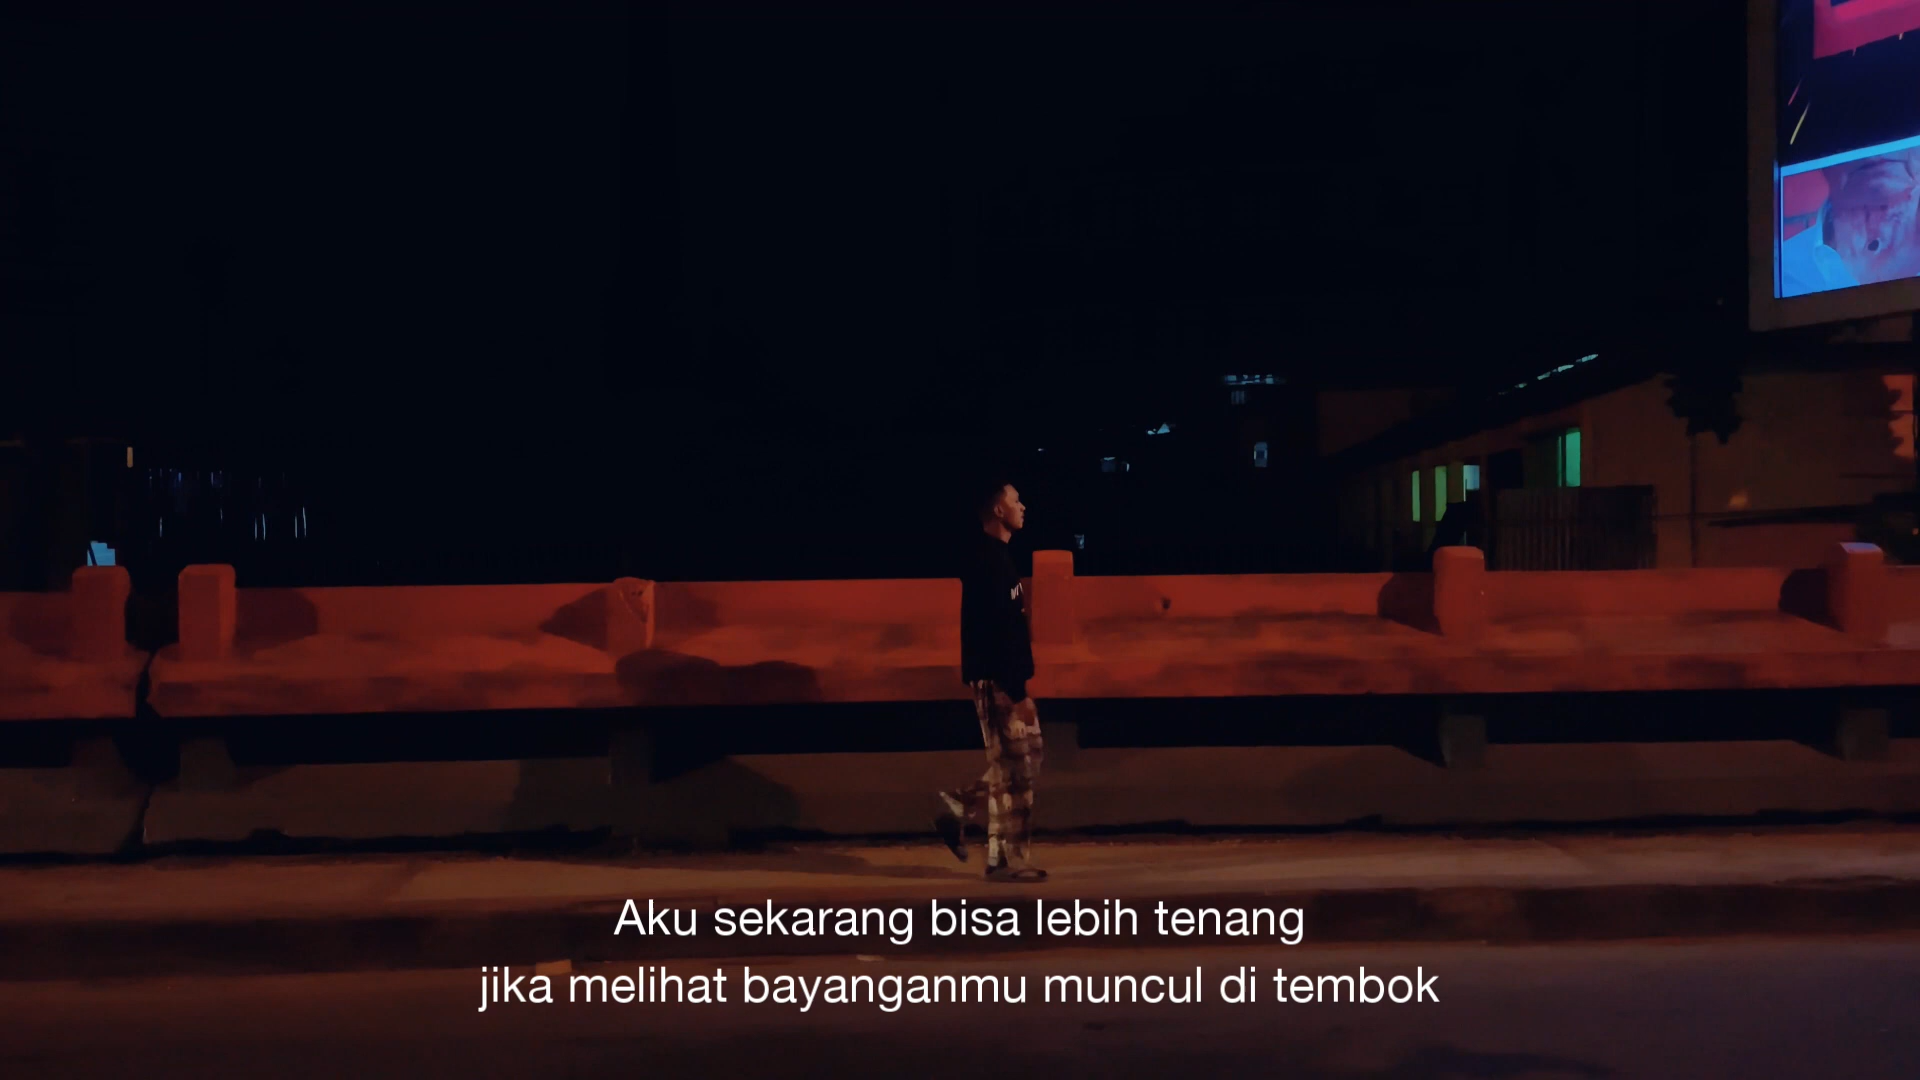 Aku sekarang bisa lebih tenang
jika melihat bayanganmu muncul di tembok